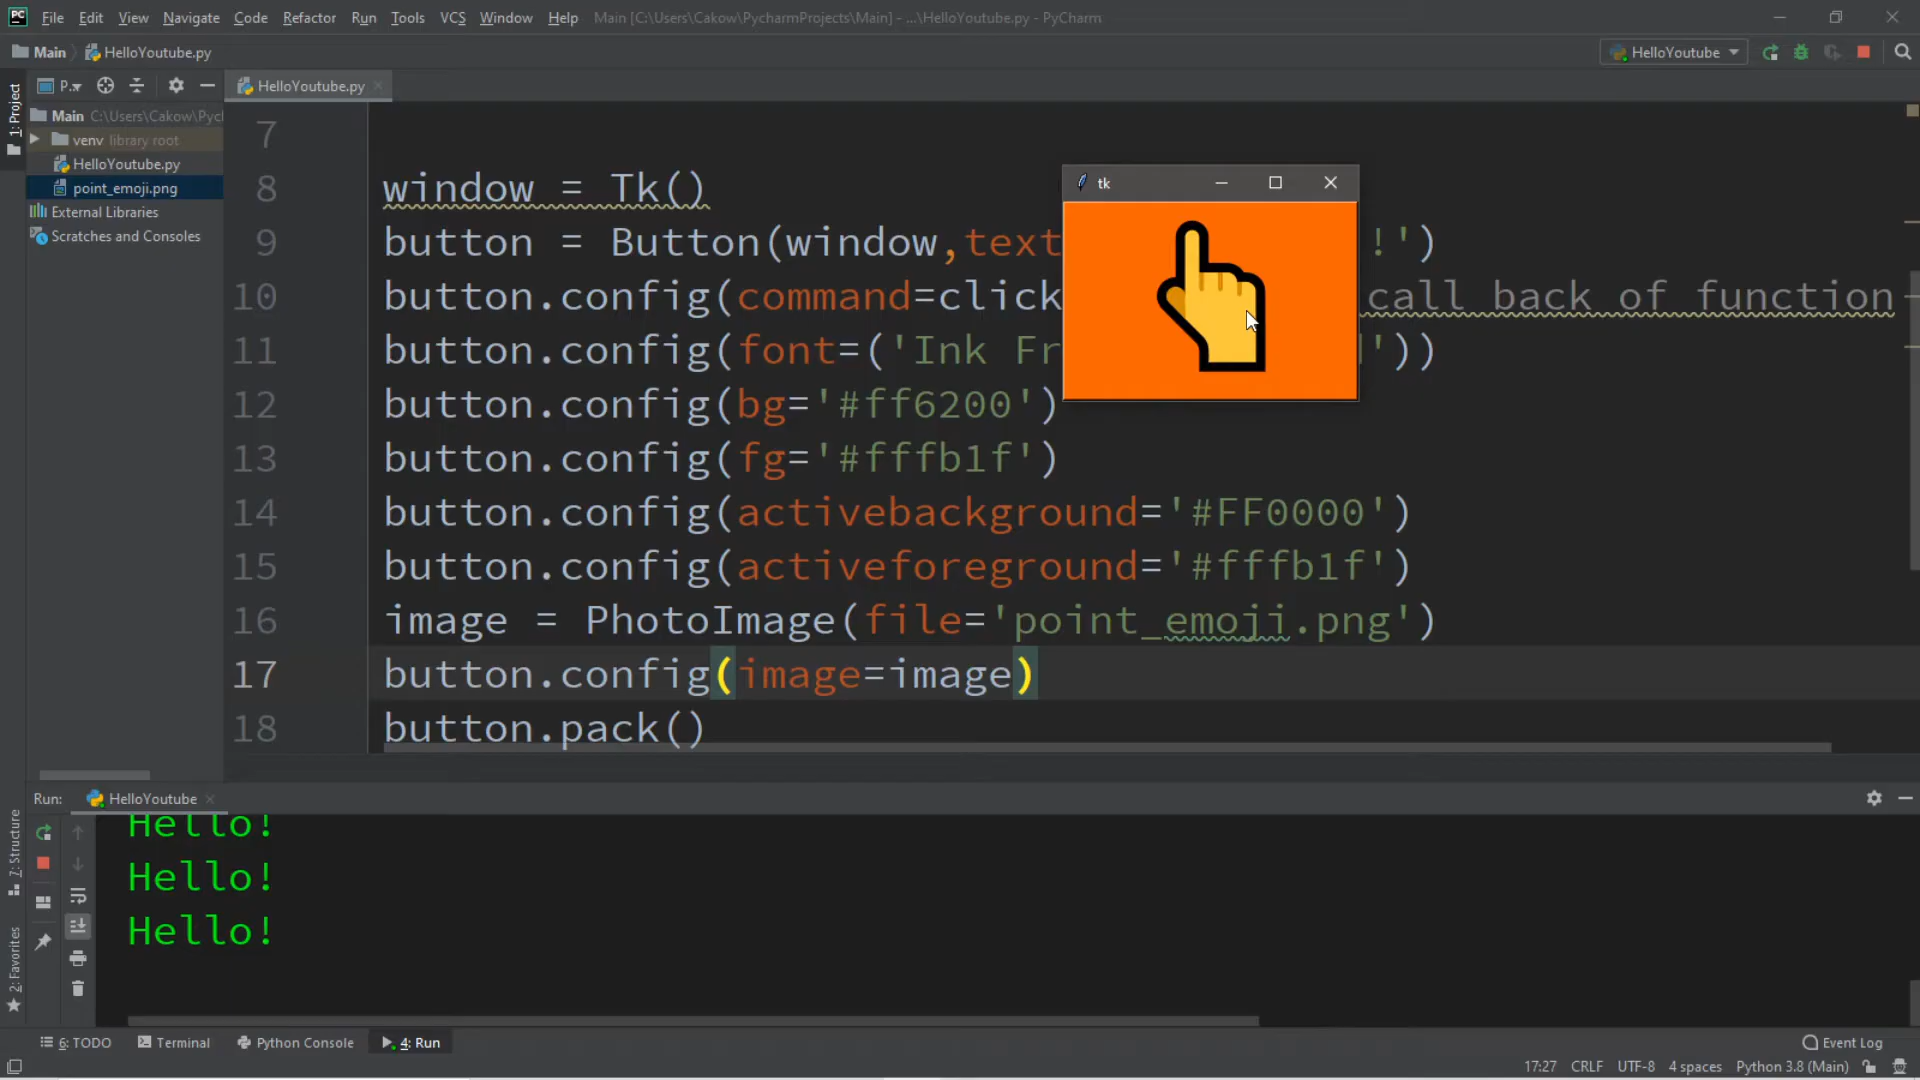 PC File Edit View Navigate Code Refactor Run Tools VCS Window Help Main [C:\Users\Cakow\PycharmProjects\Main] - ...\HelloYoutube.py - PyCharm
Main HelloYoutube.py HelloYoutube
P.. HelloYoutube.py
1: Project
Main C:\Users\Cakow\Pycl
venv library root
HelloYoutube.py
point_emoji.png
External Libraries
Scratches and Consoles
7
8 window = Tk()
9 button = Button(window,text !')
10 button.config(command=click call back of function
11 button.config(font=('Ink Fr '))
12 button.config(bg='#ff6200')
13 button.config(fg='#fffb1f')
14 button.config(activebackground='#FF0000')
15 button.config(activeforeground='#fffb1f')
16 image = PhotoImage(file='point_emoji.png')
17 button.config(image=image)
18 button.pack()
tk
Run: HelloYoutube
Hello!
Hello!
Hello!
7: Structure
2: Favorites
6: TODO Terminal Python Console 4: Run Event Log
17:27 CRLF UTF-8 4 spaces Python 3.8 (Main)